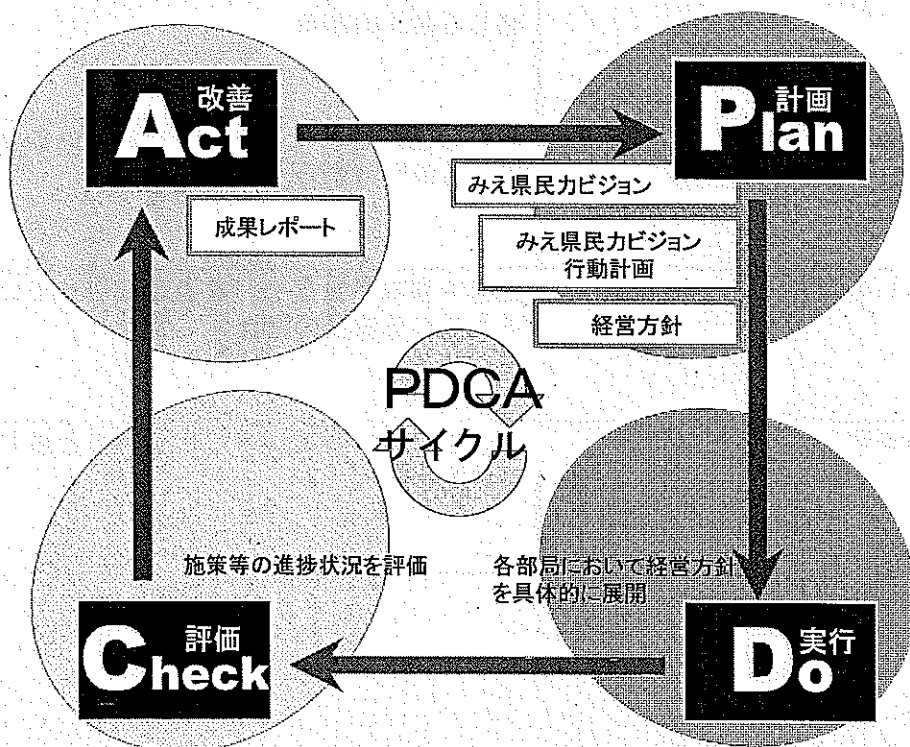 改善
Act
計画
Plan
成果レポート
みえ県民力ビジョン
みえ県民力ビジョン
行動計画
経営方針
PDCA
サイクル
施策等の進捗状況を評価
各部局において経営方針
を具体的に展開
評価
Check
実行
Do